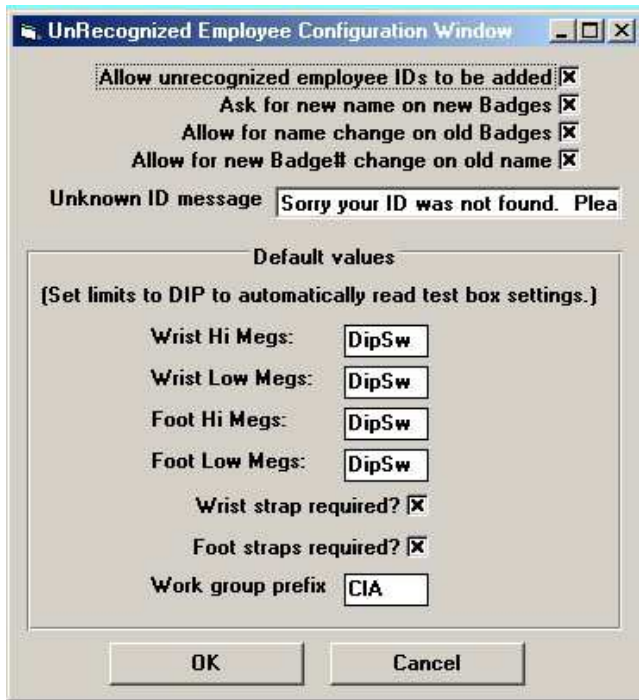 UnRecognized Employee Configuration Window
Allow unrecognized employee IDs to be added
Ask for new name on new Badges
Allow for name change on old Badges
Allow for new Badge# change on old name
Unknown ID message Sorry your ID was not found. Plea
Default values
(Set limits to DIP to automatically read test box settings.)
Wrist Hi Megs: DipSw
Wrist Low Megs: DipSw
Foot Hi Megs: DipSw
Foot Low Megs: DipSw
Wrist strap required?
Foot straps required?
Work group prefix CIA
OK Cancel